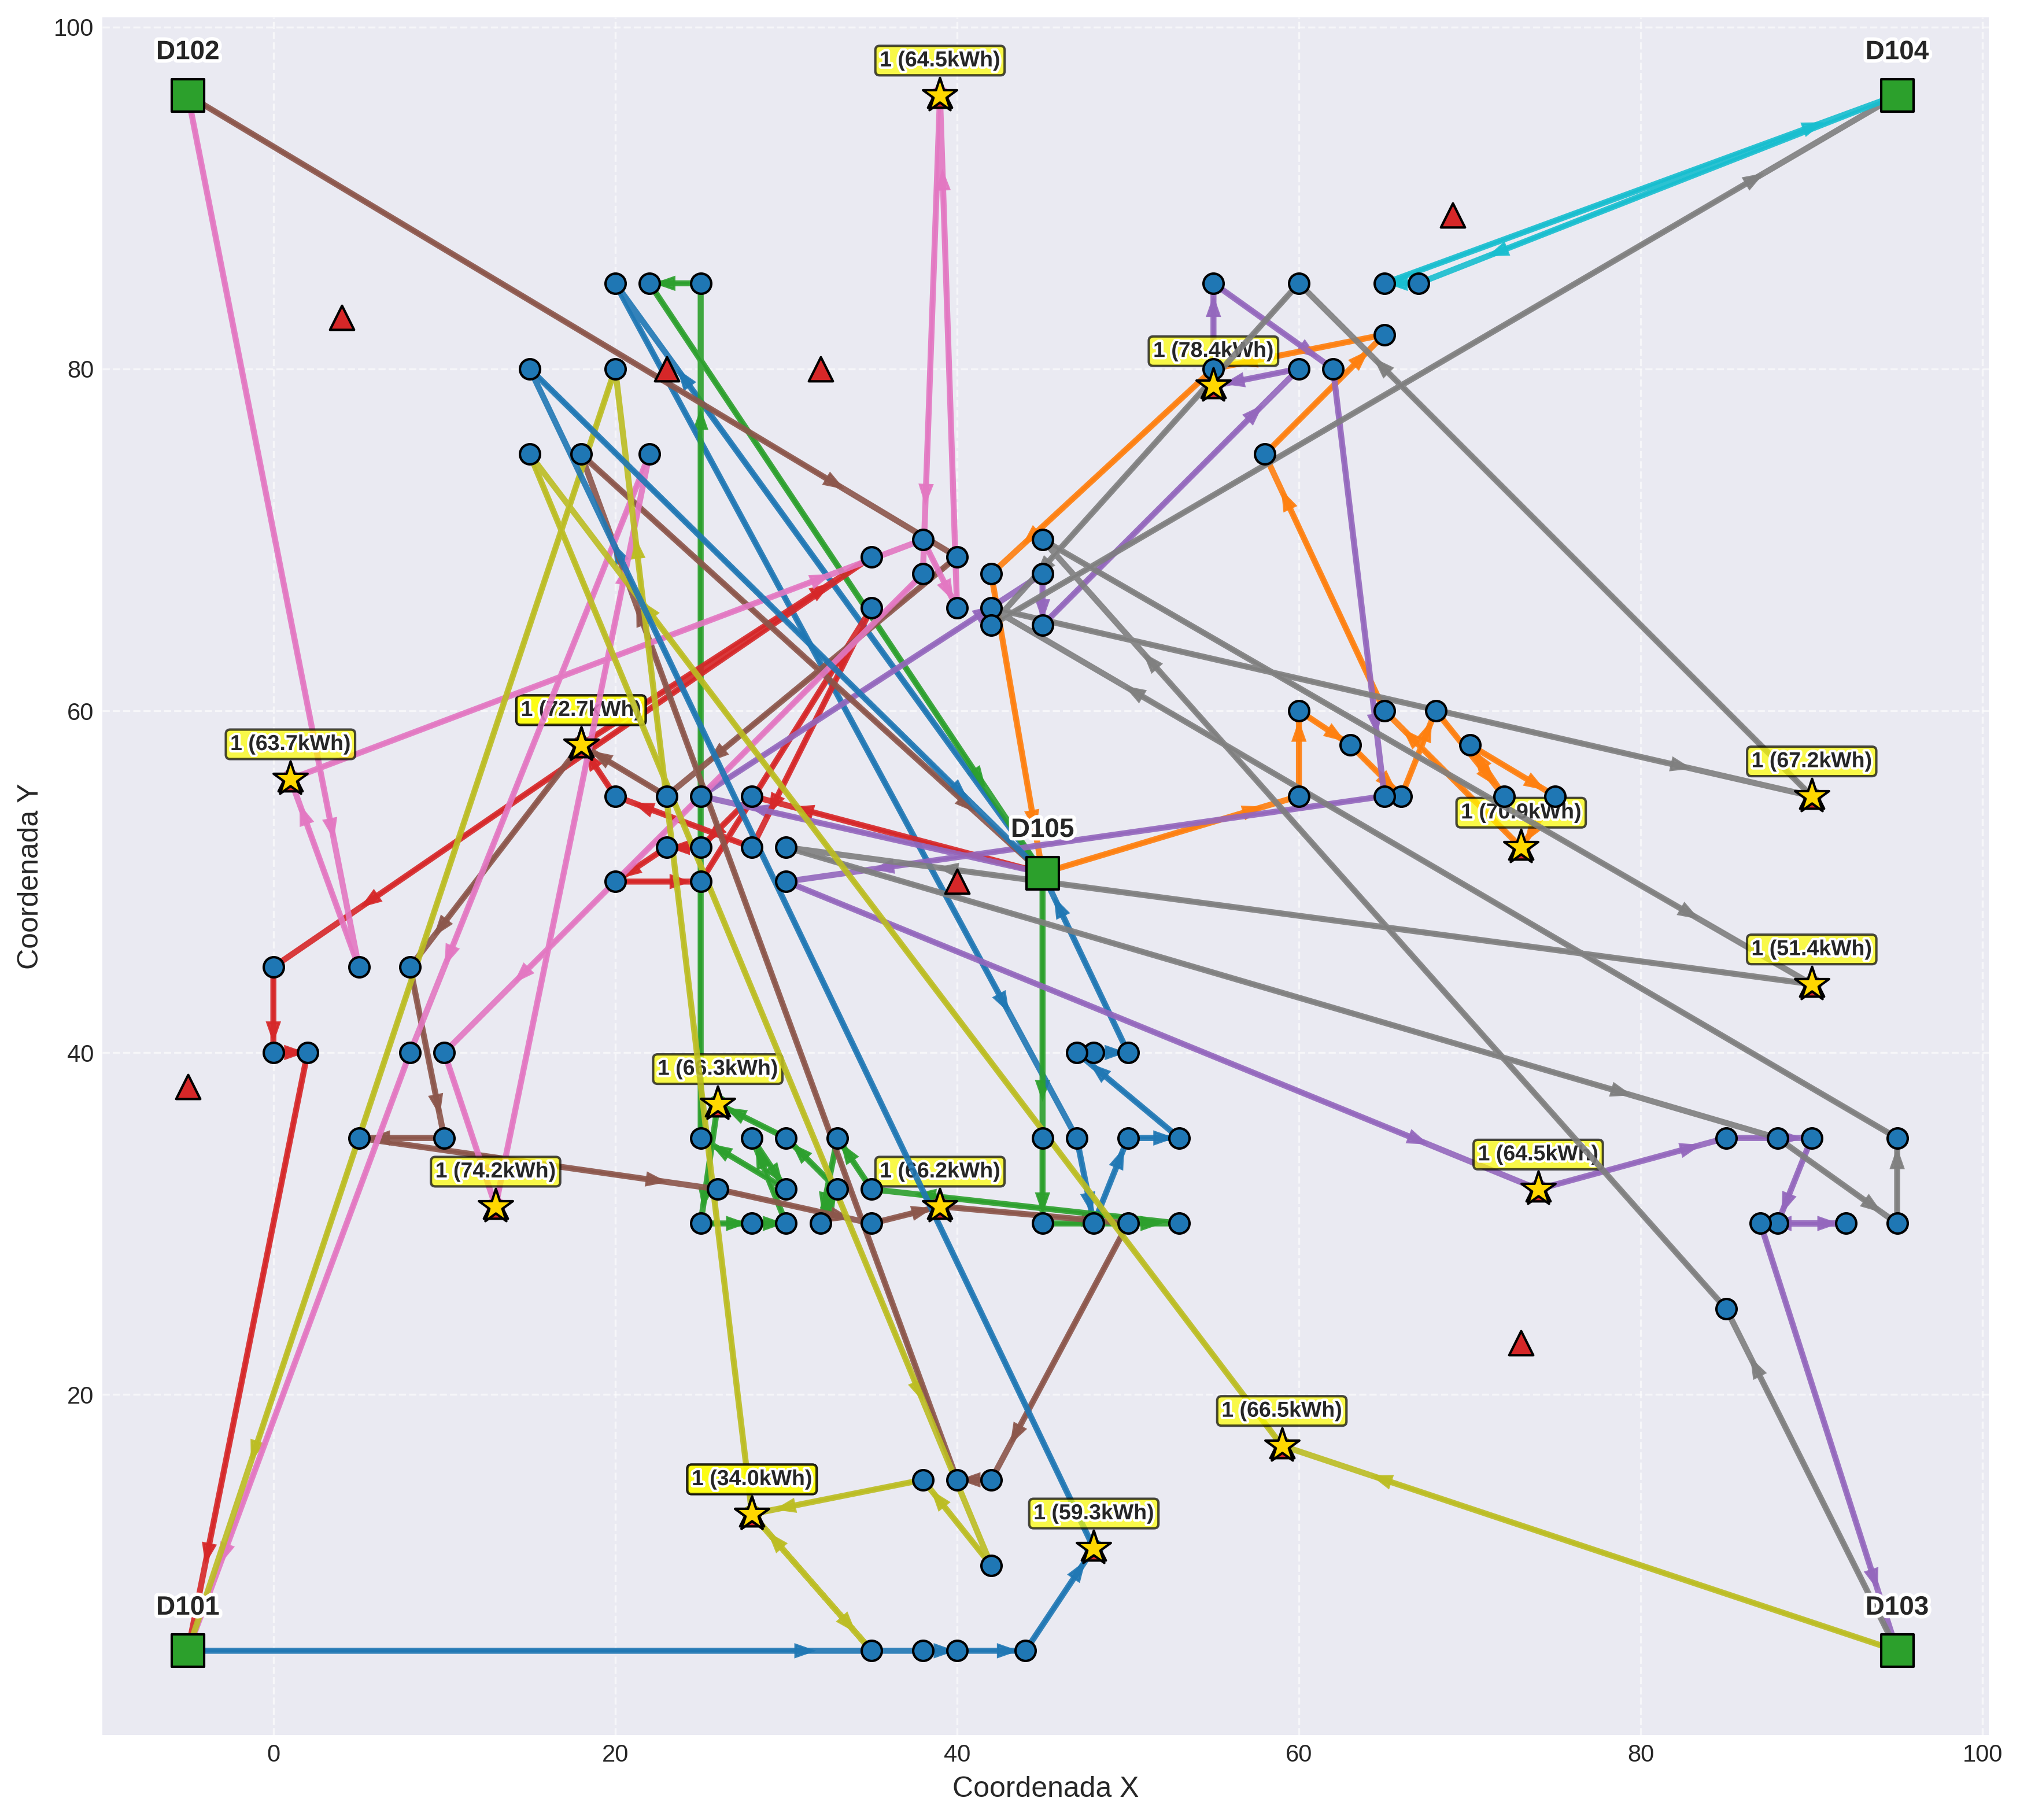 100
D102
D104
1 (64.5kWh)
80
1 (78.4kWh)
60
1 (72.7kWh)
1 (63.7kWh)
1 (67.2kWh)
1 (70.9kWh)
D105
1 (51.4kWh)
40
1 (66.3kWh)
1 (64.5kWh)
1 (74.2kWh)
1 (66.2kWh)
20
1 (66.5kWh)
1 (34.0kWh)
1 (59.3kWh)
D101
D103
0
20
40
60
80
100
Coordenada X
Coordenada Y